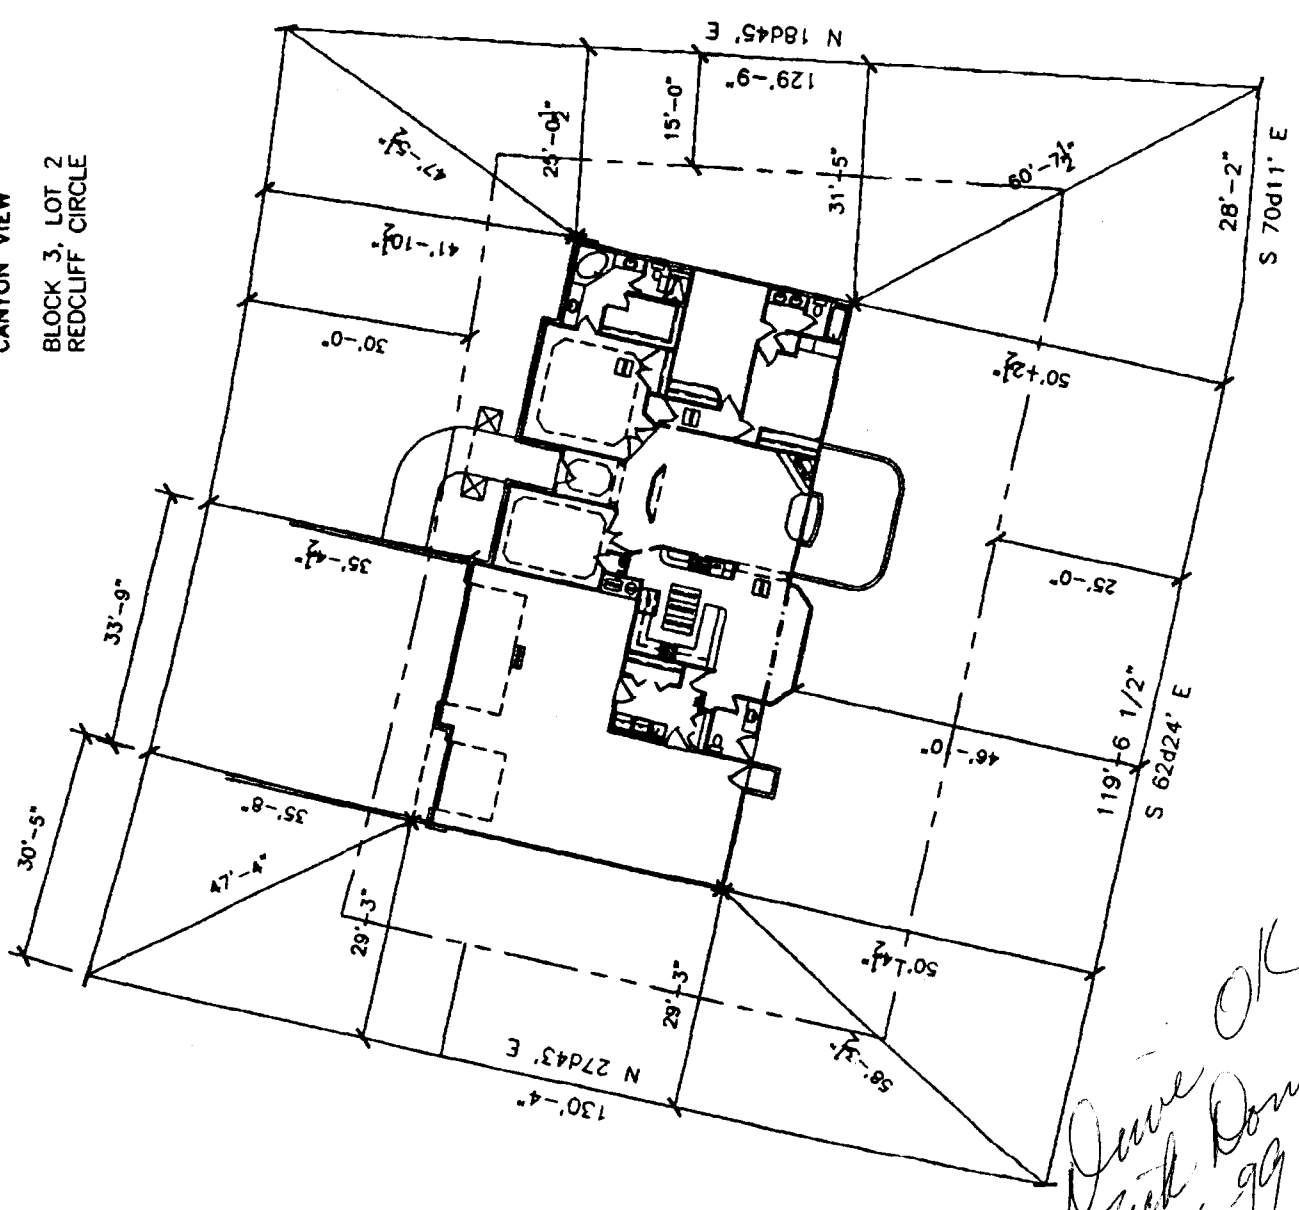 CANYON VIEW
BLOCK 3, LOT 2
REDCLIFF CIRCLE
N 18d45' E
129'-9"
15'-0"
25'-0½"
47'-5½"
41'-10½"
30'-0"
31'-5"
60'-7½"
28'-2"
S 70d11' E
50'-2½"
25'-0"
46'-0"
119'-6 1/2"
S 62d24' E
33'-9"
35'-4½"
30'-5"
35'-8"
47'-4"
29'-3"
29'-3"
50'-4½"
N 27d43' E
130'-4"
OK
Drive
Don
99